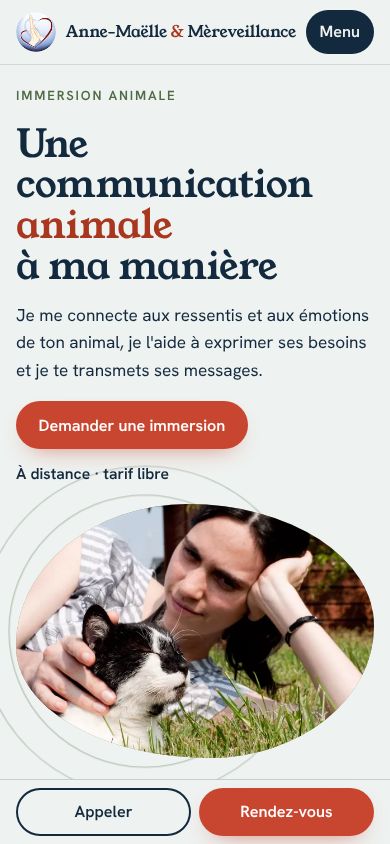 Anne-Maëlle & Mèreveillance
Menu
IMMERSION ANIMALE
Une
communication
animale
à ma manière
Je me connecte aux ressentis et aux émotions
de ton animal, je l'aide à exprimer ses besoins
et je te transmets ses messages.
Demander une immersion
À distance · tarif libre
Appeler
Rendez-vous